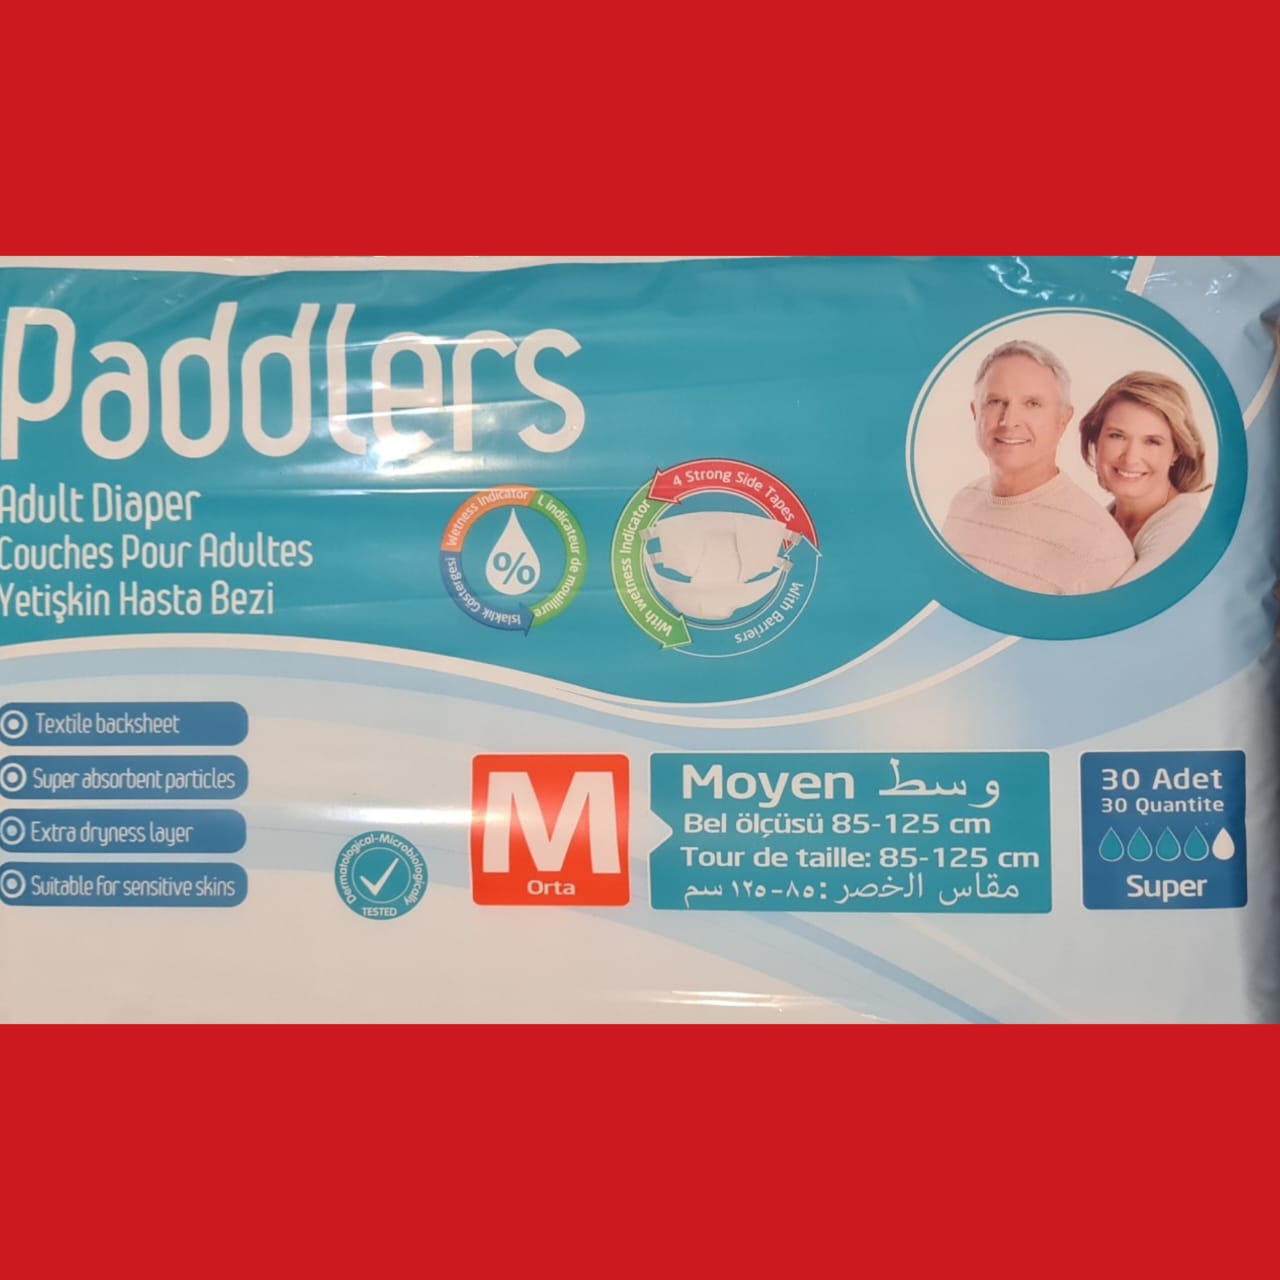 Paddlers
Adult Diaper
Couches Pour Adultes
Yetişkin Hasta Bezi
Wetness Indicator
L'indicateur de mouillure
Islaklık Göstergesi
%
4 Strong Side Tapes
With Barriers
With wetness Indicator
Textile backsheet
Super absorbent particles
Extra dryness layer
Suitable for sensitive skins
Dermatological-Microbiologically
TESTED
M
Orta
Moyen وسط
Bel ölçüsü 85-125 cm
Tour de taille: 85-125 cm
مقاس الخصر: ٨٥-١٢٥ سم
30 Adet
30 Quantite
Super